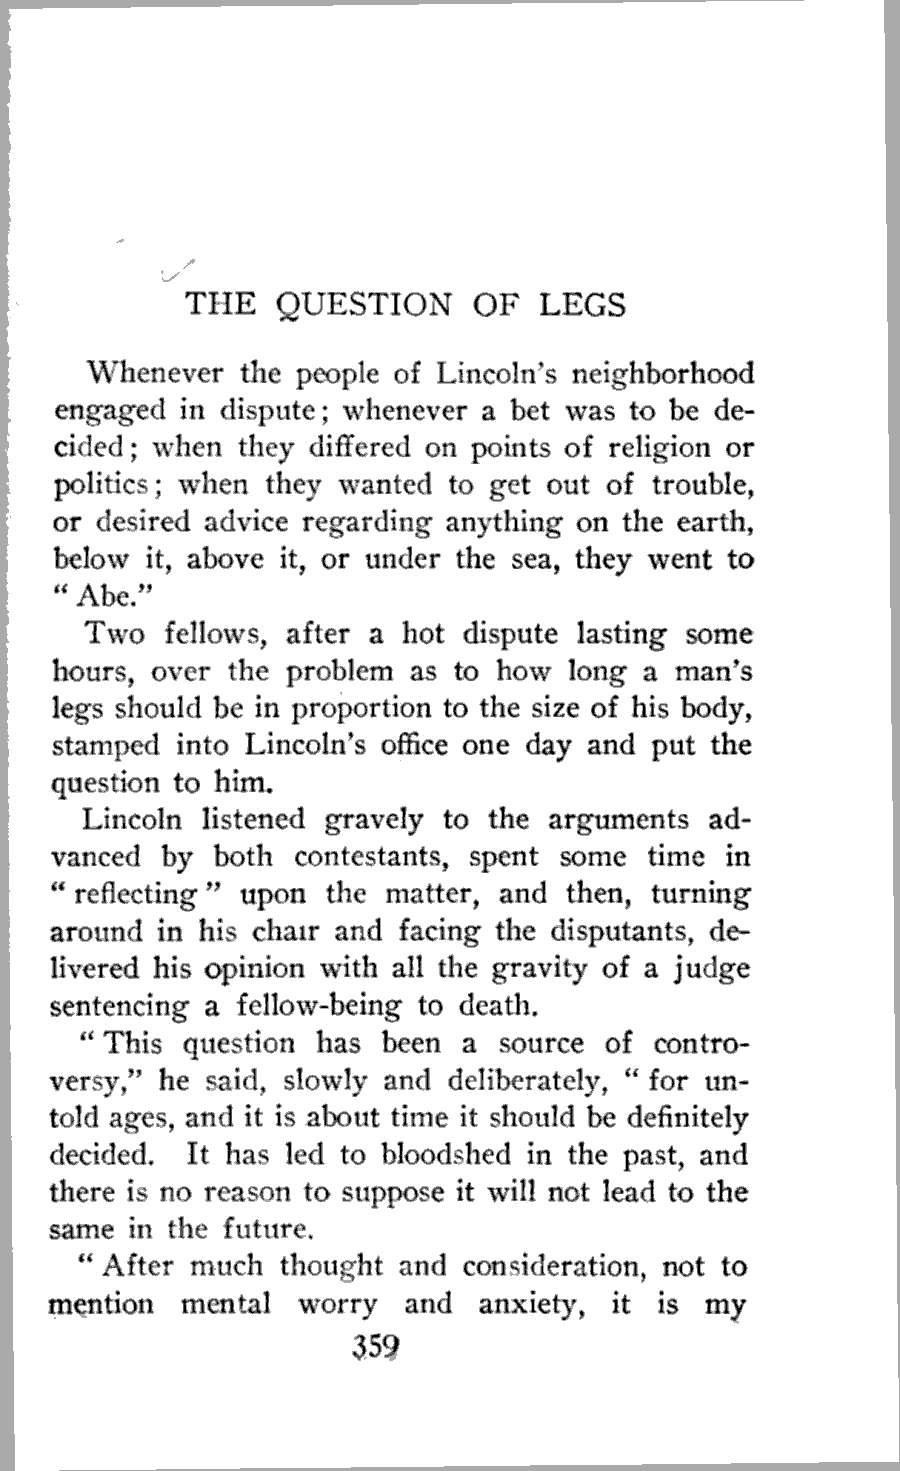 THE QUESTION OF LEGS
Whenever the people of Lincoln's neighborhood
engaged in dispute; whenever a bet was to be de-
cided; when they differed on points of religion or
politics; when they wanted to get out of trouble,
or desired advice regarding anything on the earth,
below it, above it, or under the sea, they went to
"Abe."
Two fellows, after a hot dispute lasting some
hours, over the problem as to how long a man's
legs should be in proportion to the size of his body,
stamped into Lincoln's office one day and put the
question to him.
Lincoln listened gravely to the arguments ad-
vanced by both contestants, spent some time in
"reflecting" upon the matter, and then, turning
around in his chair and facing the disputants, de-
livered his opinion with all the gravity of a judge
sentencing a fellow-being to death.
"This question has been a source of contro-
versy," he said, slowly and deliberately, "for un-
told ages, and it is about time it should be definitely
decided. It has led to bloodshed in the past, and
there is no reason to suppose it will not lead to the
same in the future.
"After much thought and consideration, not to
mention mental worry and anxiety, it is my
359